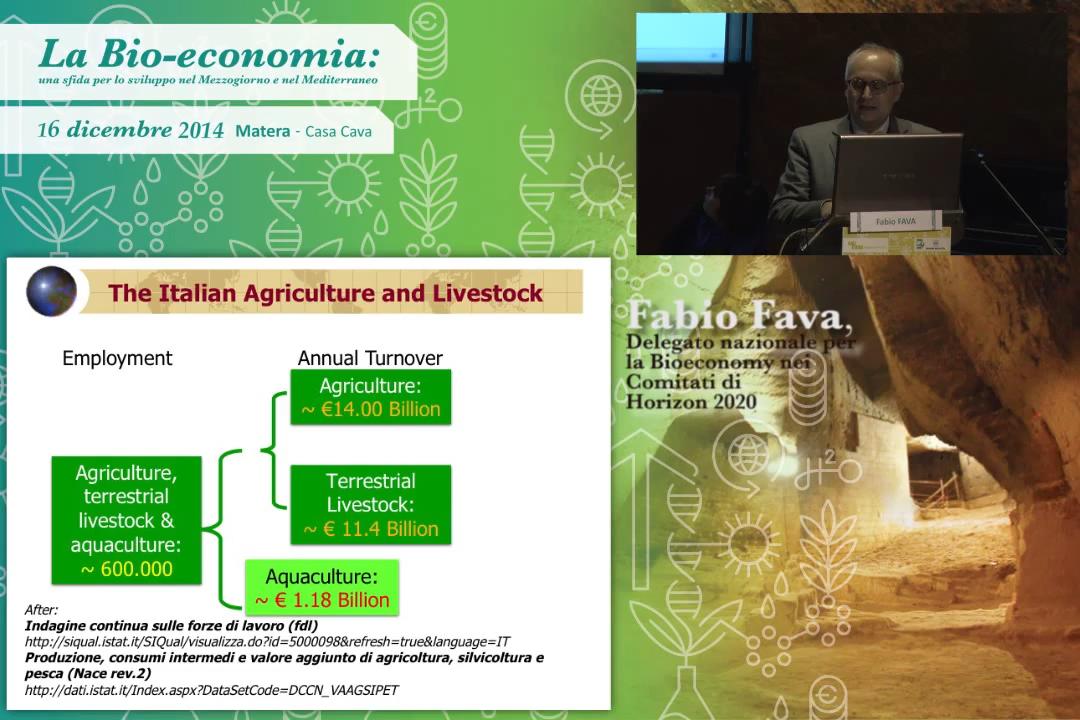 La Bio-economia:
una sfida per lo sviluppo nel Mezzogiorno e nel Mediterraneo
16 dicembre 2014 Matera - Casa Cava
Fabio FAVA
The Italian Agriculture and Livestock
Employment
Annual Turnover
Agriculture:
~ €14.00 Billion
Agriculture,
terrestrial
livestock &
aquaculture:
~ 600.000
Terrestrial
Livestock:
~ € 11.4 Billion
Aquaculture:
~ € 1.18 Billion
After:
Indagine continua sulle forze di lavoro (fdl)
http://siqual.istat.it/SIQual/visualizza.do?id=5000098&refresh=true&language=IT
Produzione, consumi intermedi e valore aggiunto di agricoltura, silvicoltura e
pesca (Nace rev.2)
http://dati.istat.it/Index.aspx?DataSetCode=DCCN_VAAGSIPET
Fabio Fava,
Delegato nazionale per
la Bioeconomy nei
Comitati di
Horizon 2020
H2
H2